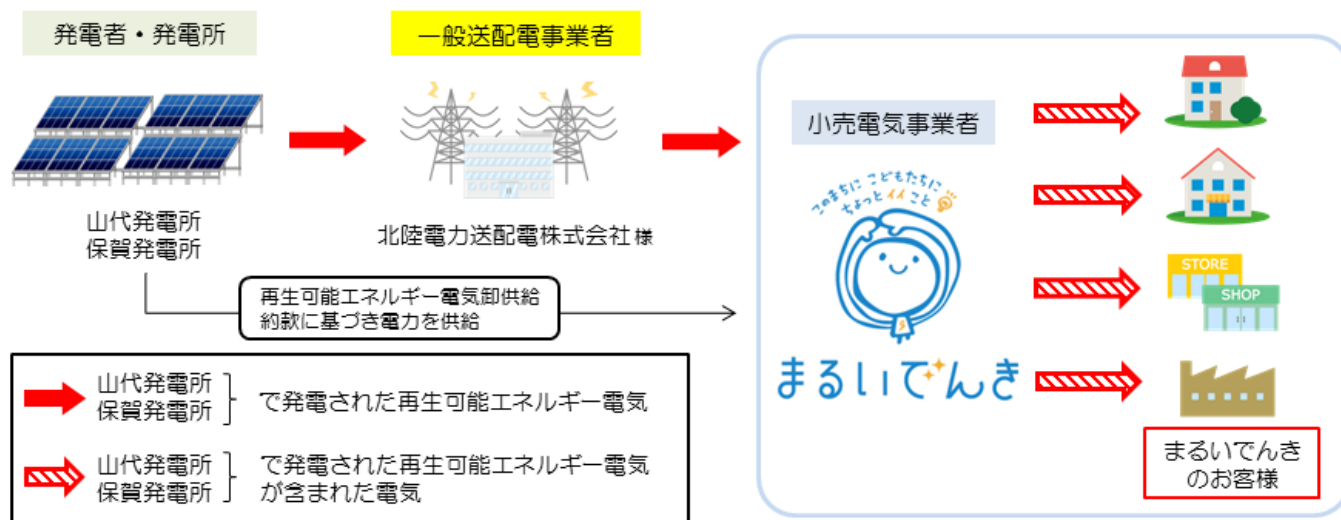 発電者・発電所
一般送配電事業者
小売電気事業者
山代発電所
保賀発電所
北陸電力送配電株式会社様
再生可能エネルギー電気卸供給
約款に基づき電力を供給
このまちに こどもたちに
ちょっとイイこと
まるいでんき
STORE
SHOP
まるいでんき
のお客様
山代発電所
保賀発電所
で発電された再生可能エネルギー電気
山代発電所
保賀発電所
で発電された再生可能エネルギー電気
が含まれた電気